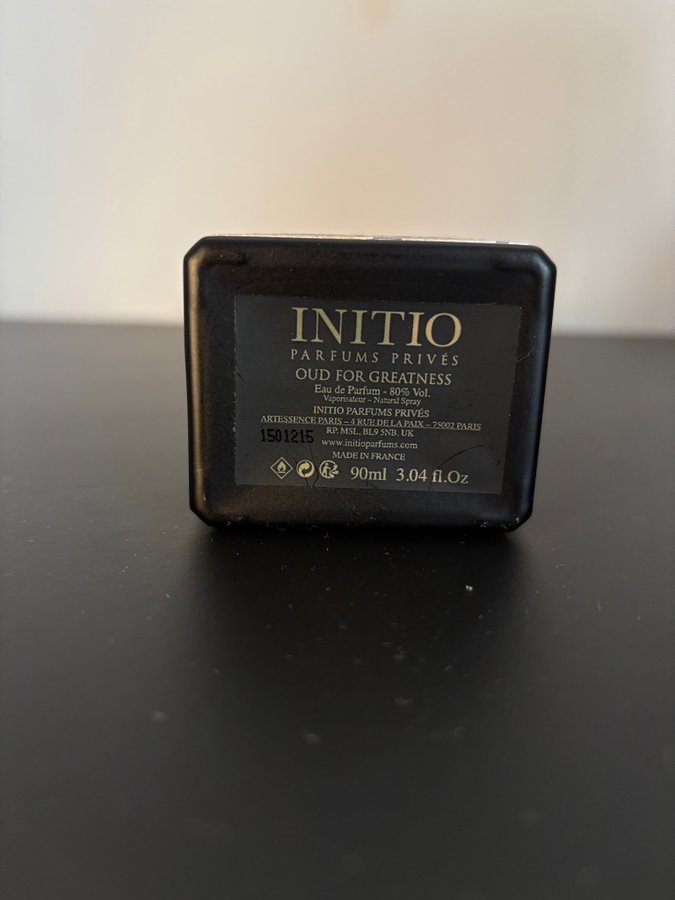 INITIO
PARFUMS PRIVÉS
OUD FOR GREATNESS
Eau de Parfum - 80% Vol.
Vaporisateur – Natural Spray
INITIO PARFUMS PRIVÉS
ARTESSENCE PARIS – 4 RUE DE LA PAIX – 75002 PARIS
RP. MSL, BL9 5NB. UK
1501215
www.initioparfums.com
MADE IN FRANCE
90ml 3.04 fl.Oz